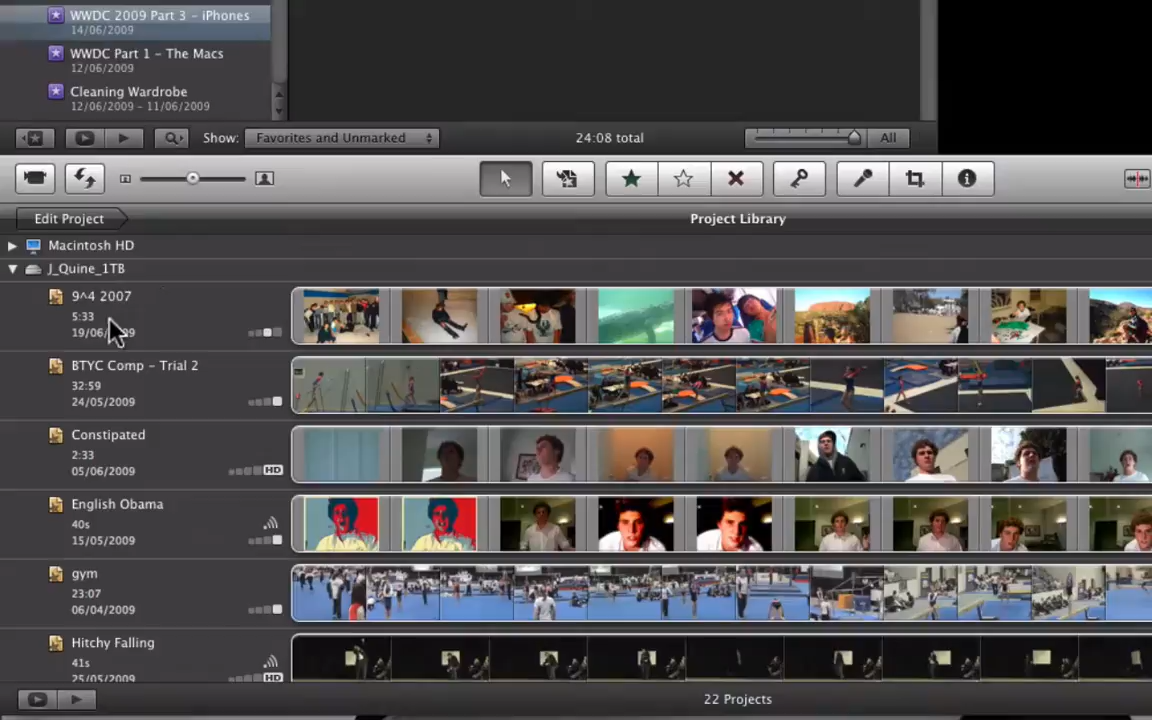 WWDC 2009 Part 3 - iPhones
14/06/2009
WWDC Part 1 - The Macs
12/06/2009
Cleaning Wardrobe
12/06/2009 - 11/06/2009
Show: Favorites and Unmarked 24:08 total All
Edit Project Project Library
Macintosh HD
J_Quine_1TB
9^4 2007
5:33
BTYC Comp - Trial 2
32:59
24/05/2009
Constipated
2:33
05/06/2009 HD
English Obama
40s
15/05/2009
gym
23:07
06/04/2009
Hitchy Falling
41s
25/05/2009 HD
22 Projects